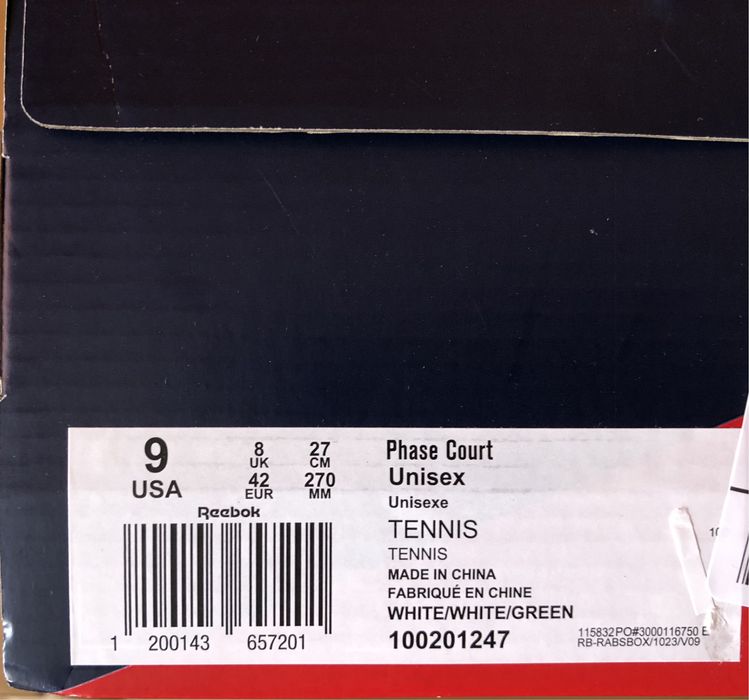 9
USA
8
UK
27
CM
42
EUR
270
MM
Reebok
1 200143 657201
Phase Court
Unisex
Unisexe
TENNIS
TENNIS
MADE IN CHINA
FABRIQUÉ EN CHINE
WHITE/WHITE/GREEN
100201247
115832PO#3000116750
RB-RABSBOX/1023/V09